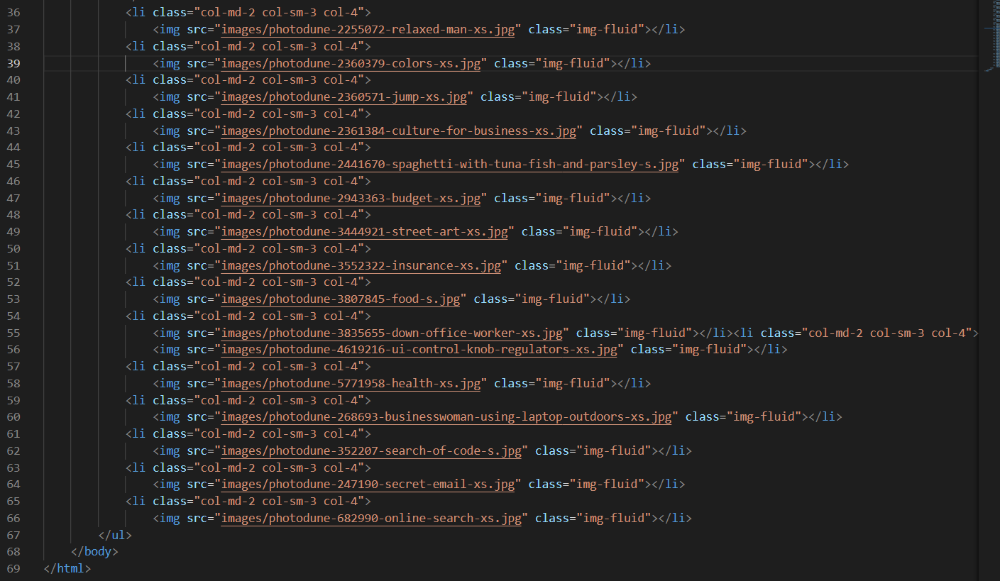 36 <li class="col-md-2 col-sm-3 col-4">
37 <img src="images/photodune-2255072-relaxed-man-xs.jpg" class="img-fluid"></li>
38 <li class="col-md-2 col-sm-3 col-4">
39 <img src="images/photodune-2360379-colors-xs.jpg" class="img-fluid"></li>
40 <li class="col-md-2 col-sm-3 col-4">
41 <img src="images/photodune-2360571-jump-xs.jpg" class="img-fluid"></li>
42 <li class="col-md-2 col-sm-3 col-4">
43 <img src="images/photodune-2361384-culture-for-business-xs.jpg" class="img-fluid"></li>
44 <li class="col-md-2 col-sm-3 col-4">
45 <img src="images/photodune-2441670-spaghetti-with-tuna-fish-and-parsley-s.jpg" class="img-fluid"></li>
46 <li class="col-md-2 col-sm-3 col-4">
47 <img src="images/photodune-2943363-budget-xs.jpg" class="img-fluid"></li>
48 <li class="col-md-2 col-sm-3 col-4">
49 <img src="images/photodune-3444921-street-art-xs.jpg" class="img-fluid"></li>
50 <li class="col-md-2 col-sm-3 col-4">
51 <img src="images/photodune-3552322-insurance-xs.jpg" class="img-fluid"></li>
52 <li class="col-md-2 col-sm-3 col-4">
53 <img src="images/photodune-3807845-food-s.jpg" class="img-fluid"></li>
54 <li class="col-md-2 col-sm-3 col-4">
55 <img src="images/photodune-3835655-down-office-worker-xs.jpg" class="img-fluid"></li><li class="col-md-2 col-sm-3 col-4">
56 <img src="images/photodune-4619216-ui-control-knob-regulators-xs.jpg" class="img-fluid"></li>
57 <li class="col-md-2 col-sm-3 col-4">
58 <img src="images/photodune-5771958-health-xs.jpg" class="img-fluid"></li>
59 <li class="col-md-2 col-sm-3 col-4">
60 <img src="images/photodune-268693-businesswoman-using-laptop-outdoors-xs.jpg" class="img-fluid"></li>
61 <li class="col-md-2 col-sm-3 col-4">
62 <img src="images/photodune-352207-search-of-code-s.jpg" class="img-fluid"></li>
63 <li class="col-md-2 col-sm-3 col-4">
64 <img src="images/photodune-247190-secret-email-xs.jpg" class="img-fluid"></li>
65 <li class="col-md-2 col-sm-3 col-4">
66 <img src="images/photodune-682990-online-search-xs.jpg" class="img-fluid"></li>
67 </ul>
68 </body>
69 </html>